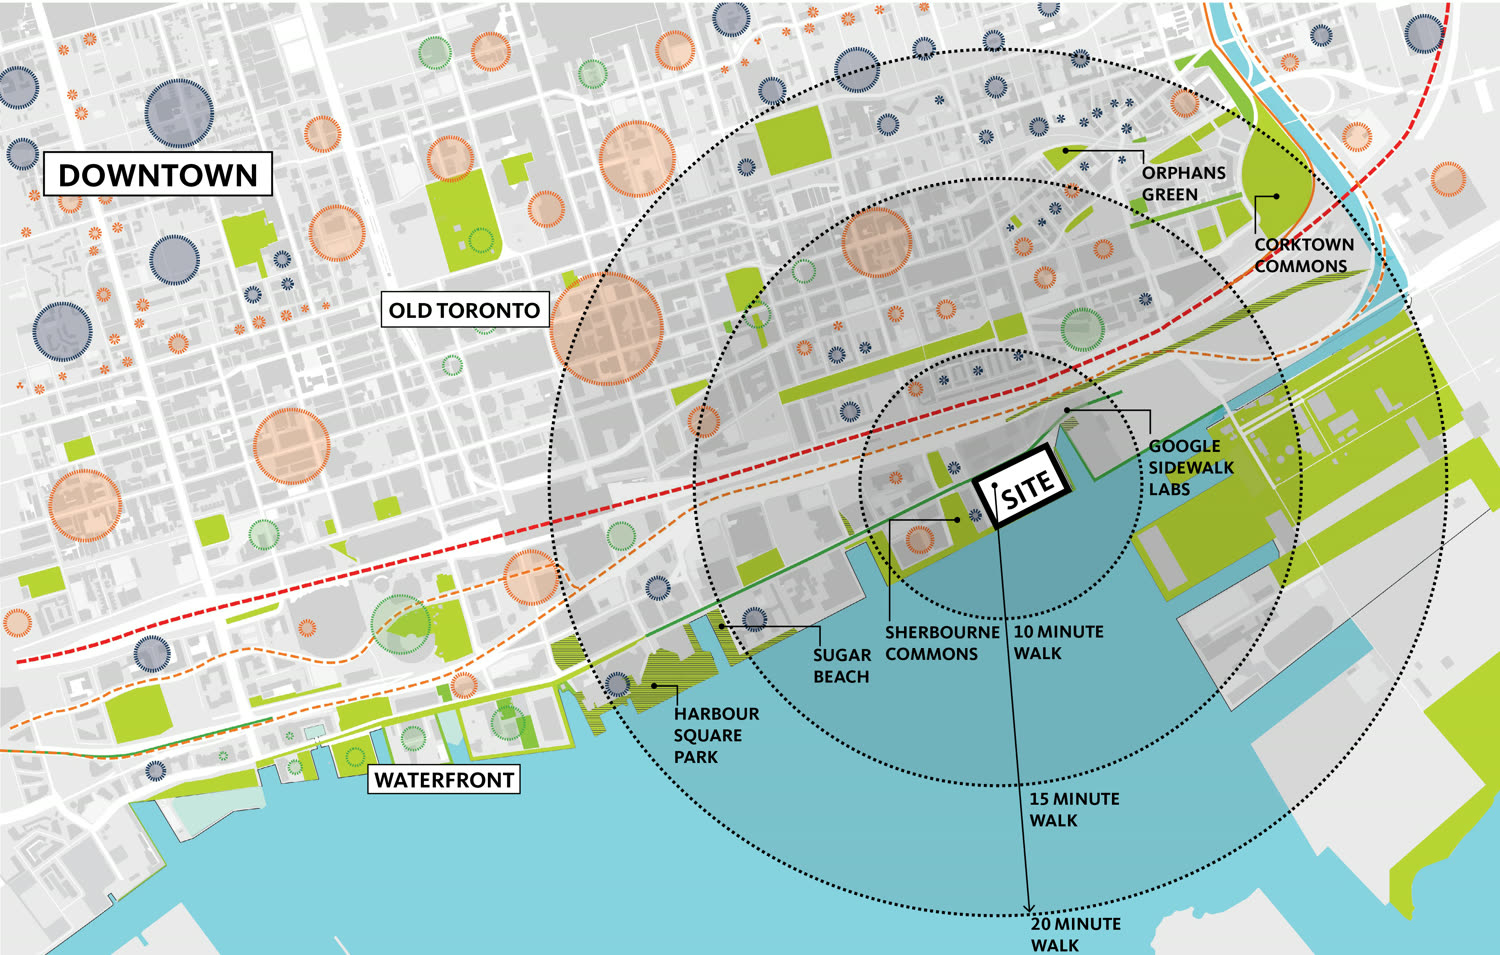 DOWNTOWN
ORPHANS
GREEN
CORKTOWN
COMMONS
OLD TORONTO
GOOGLE
SIDEWALK
LABS
SITE
SHERBOURNE
COMMONS
10 MINUTE
WALK
SUGAR
BEACH
HARBOUR
SQUARE
PARK
WATERFRONT
15 MINUTE
WALK
20 MINUTE
WALK